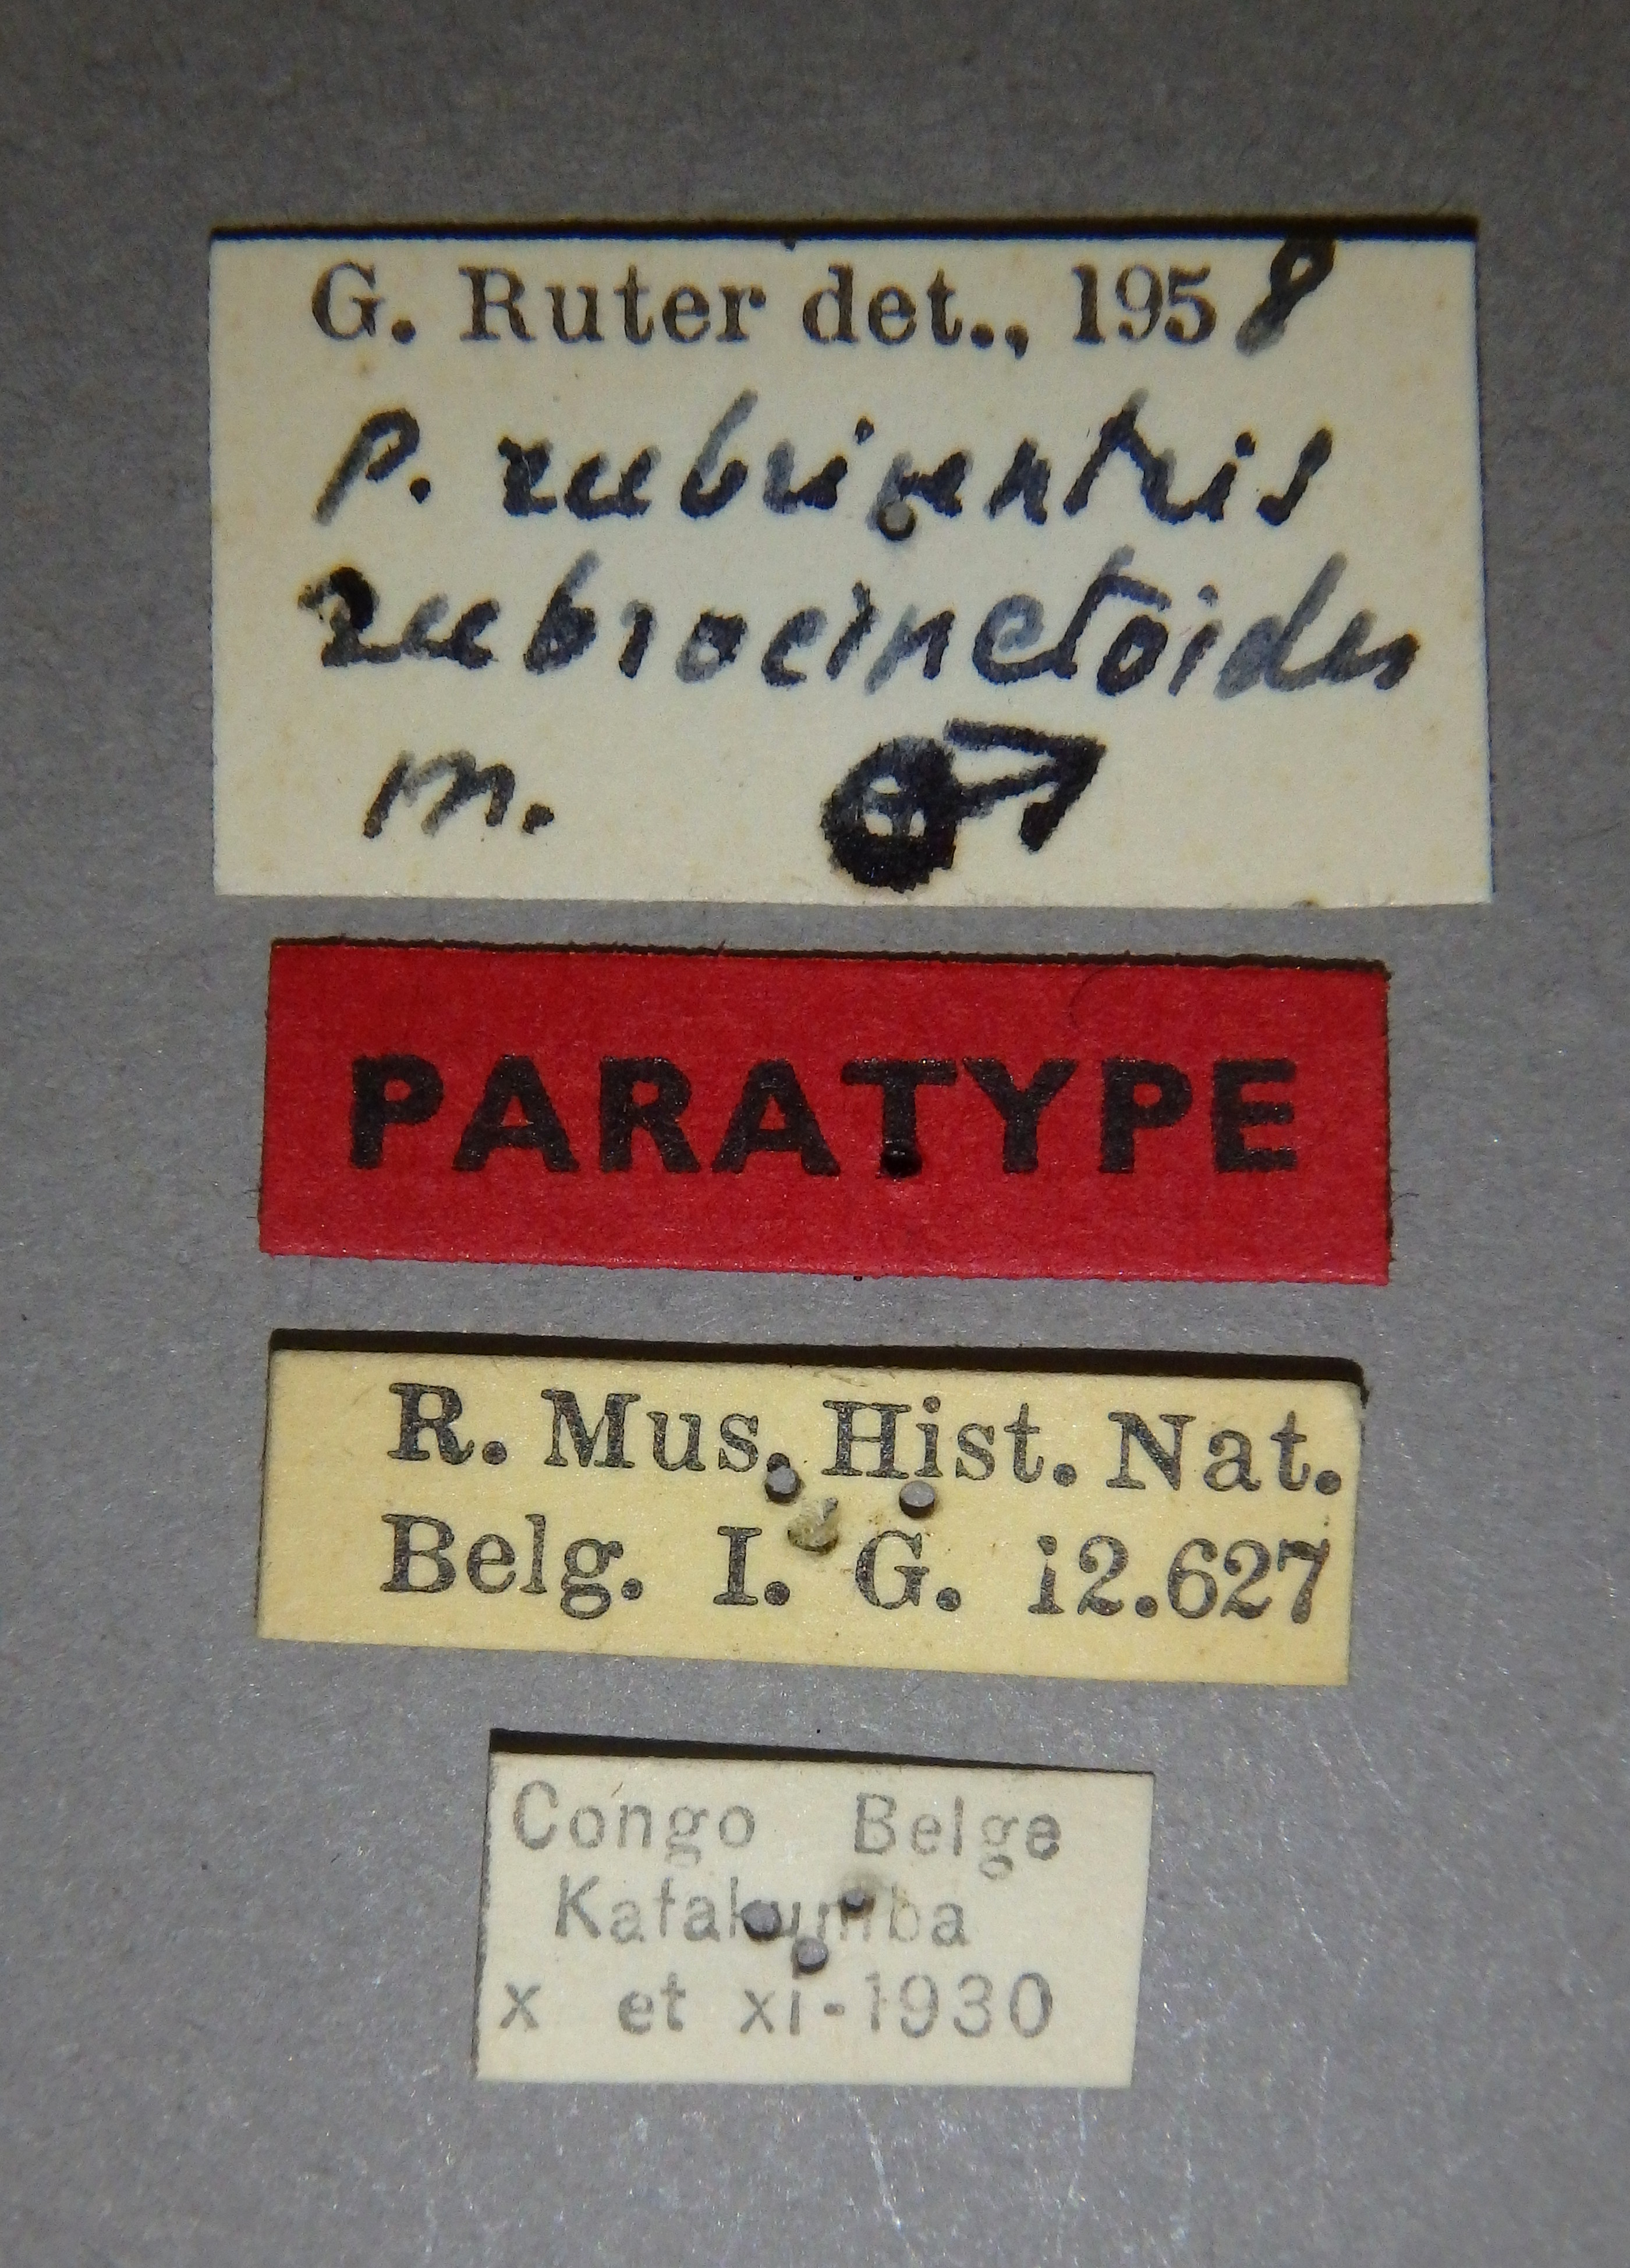 G. Ruter det., 1958
P. rubriventris
rubrocinctoides
m. ♂
PARATYPE
R. Mus. Hist. Nat.
Belg. I. G. 12.627
Congo Belge
Katakumba
x et xi-1930